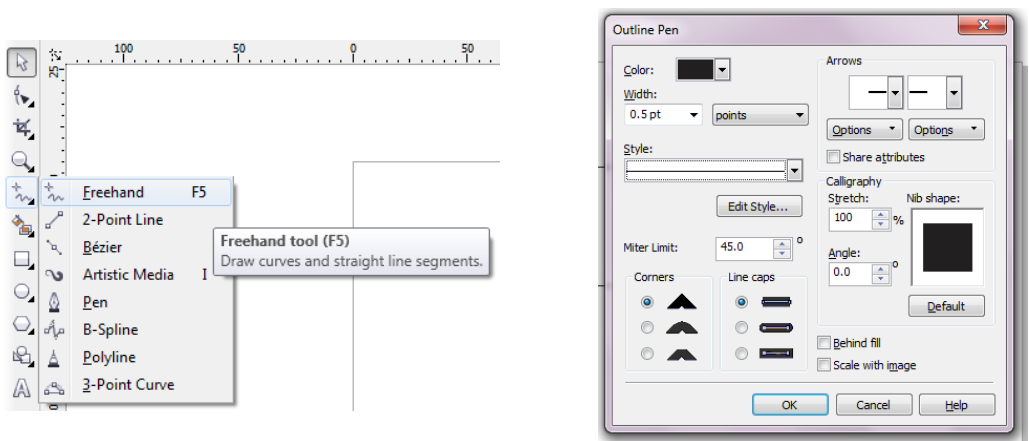 100 50 0 50
25
Freehand F5
2-Point Line
Bézier
Artistic Media I
Pen
B-Spline
Polyline
3-Point Curve
Freehand tool (F5)
Draw curves and straight line segments.
Outline Pen
Color:
Width:
0.5 pt points
Style:
Edit Style...
Miter Limit: 45.0 °
Corners Line caps
Arrows
Options Options
Share attributes
Calligraphy
Stretch: Nib shape:
100 %
Angle:
0.0 °
Default
Behind fill
Scale with image
OK Cancel Help